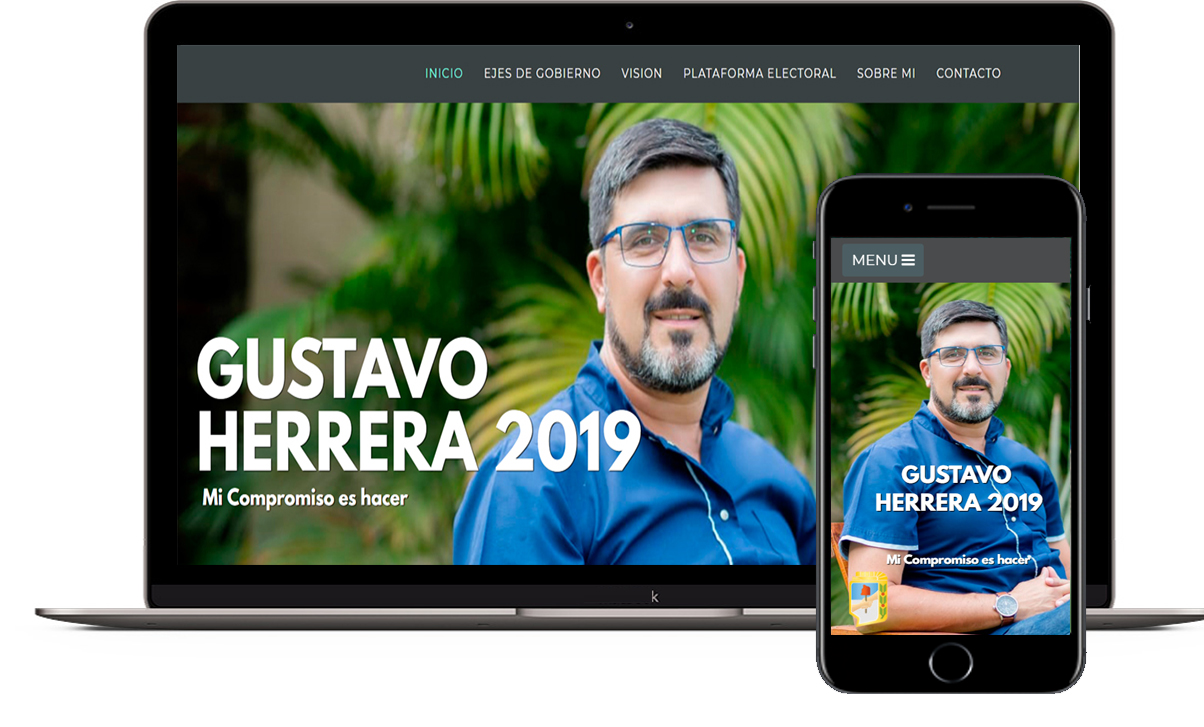 INICIO EJES DE GOBIERNO VISION PLATAFORMA ELECTORAL SOBRE MI CONTACTO
GUSTAVO
HERRERA 2019
Mi Compromiso es hacer
k
MENU
GUSTAVO
HERRERA 2019
Mi Compromiso es hacer"